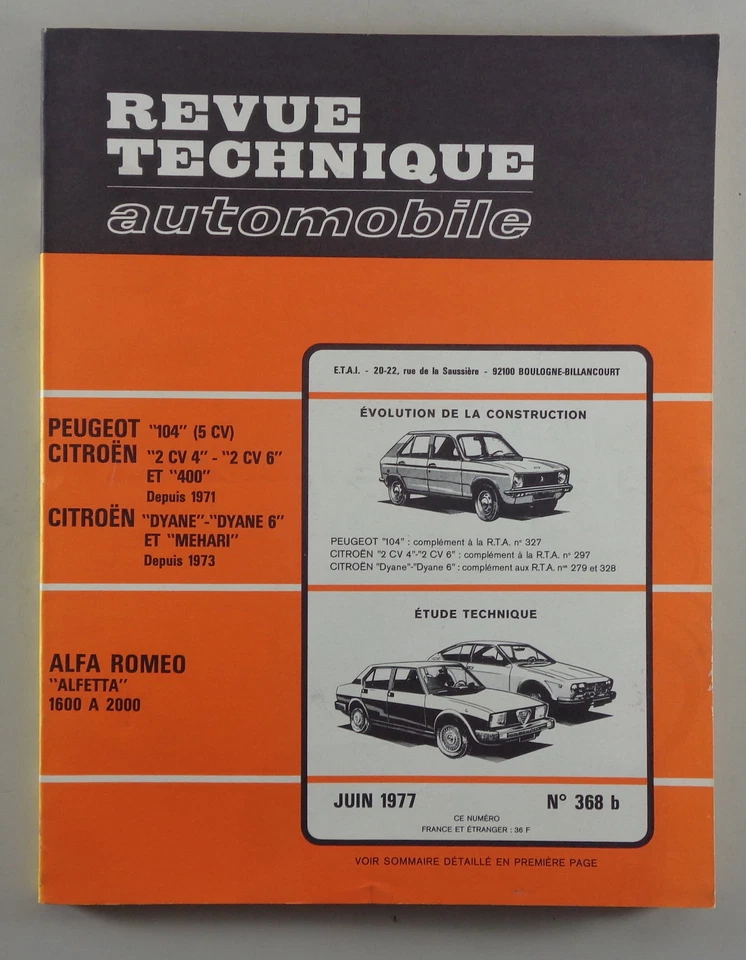 REVUE
TECHNIQUE
automobile
E.T.A.I. - 20-22, rue de la Saussière - 92100 BOULOGNE-BILLANCOURT
PEUGEOT "104" (5 CV)
CITROËN "2 CV 4" - "2 CV 6"
ET "400"
Depuis 1971
CITROËN "DYANE"-"DYANE 6"
ET "MEHARI"
Depuis 1973
ÉVOLUTION DE LA CONSTRUCTION
PEUGEOT "104" : complément à la R.T.A. n° 327
CITROËN "2 CV 4"-"2 CV 6" : complément à la R.T.A. n° 297
CITROËN "Dyane"-"Dyane 6" : complément aux R.T.A. nos 279 et 328
ALFA ROMEO
"ALFETTA"
1600 A 2000
ÉTUDE TECHNIQUE
JUIN 1977 N° 368 b
CE NUMÉRO
FRANCE ET ÉTRANGER : 36 F
VOIR SOMMAIRE DÉTAILLÉ EN PREMIÈRE PAGE